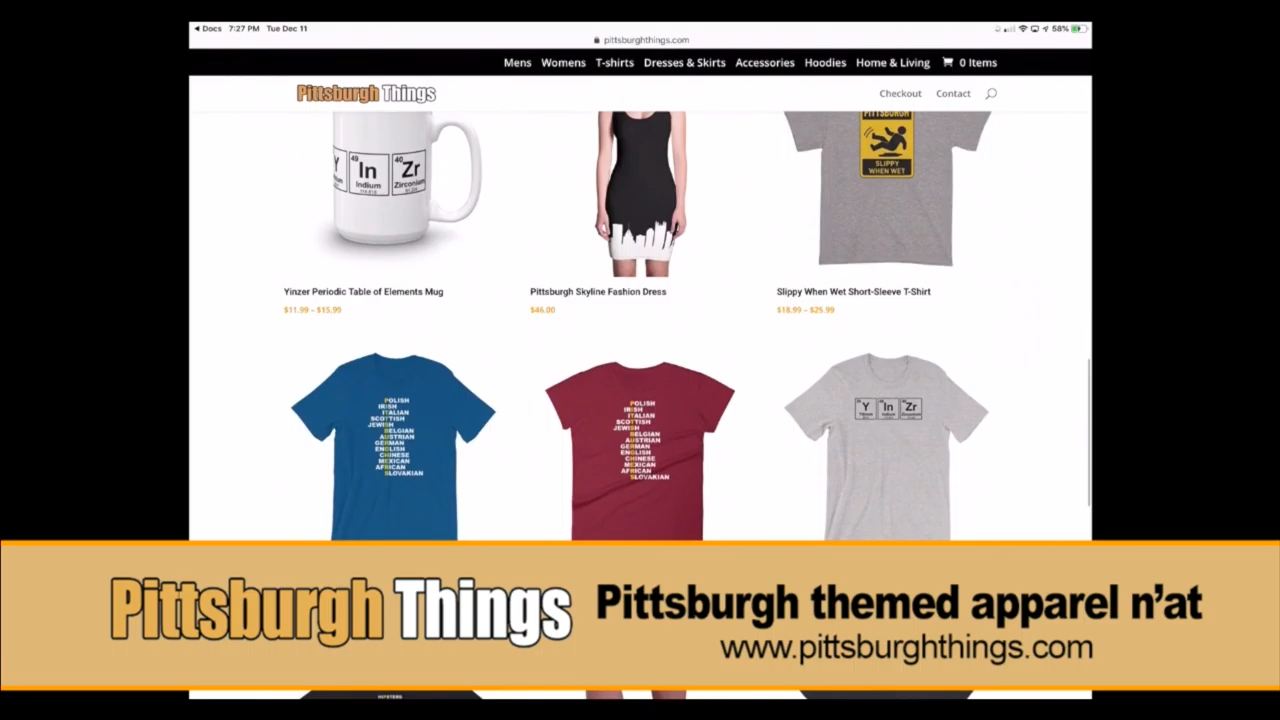 Docs 7:27 PM Tue Dec 11
58%
pittsburghthings.com
Mens Womens T-shirts Dresses & Skirts Accessories Hoodies Home & Living 0 Items
Pittsburgh Things
Checkout Contact
Y
49 In Indium
40 Zr Zirconium
PITTSBURGH
SLIPPY
WHEN WET
Yinzer Periodic Table of Elements Mug
$11.99 – $15.99
Pittsburgh Skyline Fashion Dress
$46.00
Slippy When Wet Short-Sleeve T-Shirt
$18.99 – $25.99
POLISH
IRISH
ITALIAN
SCOTTISH
JEWISH
BELGIAN
AUSTRIAN
GERMAN
ENGLISH
CHINESE
MEXICAN
AFRICAN
SLOVAKIAN
POLISH
IRISH
ITALIAN
SCOTTISH
JEWISH
BELGIAN
AUSTRIAN
GERMAN
ENGLISH
CHINESE
MEXICAN
AFRICAN
SLOVAKIAN
Y In Zr
Pittsburgh Things
Pittsburgh themed apparel n'at
www.pittsburghthings.com